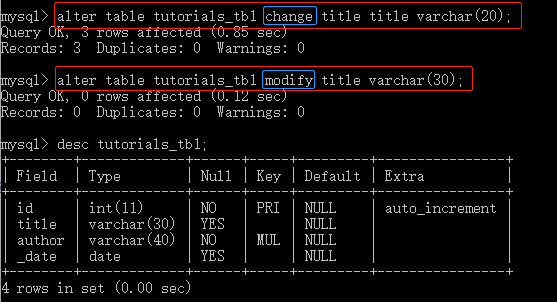 mysql> alter table tutorials_tbl change title title varchar(20);
Query OK, 3 rows affected (0.85 sec)
Records: 3  Duplicates: 0  Warnings: 0
mysql> alter table tutorials_tbl modify title varchar(30);
Query OK, 0 rows affected (0.12 sec)
Records: 0  Duplicates: 0  Warnings: 0
mysql> desc tutorials_tbl;
+--------+-------------+------+-----+---------+----------------+
| Field  | Type        | Null | Key | Default | Extra          |
+--------+-------------+------+-----+---------+----------------+
| id     | int(11)     | NO   | PRI | NULL    | auto_increment |
| title  | varchar(30) | YES  |     | NULL    |                |
| author | varchar(40) | NO   | MUL | NULL    |                |
| _date  | date        | YES  |     | NULL    |                |
+--------+-------------+------+-----+---------+----------------+
4 rows in set (0.00 sec)